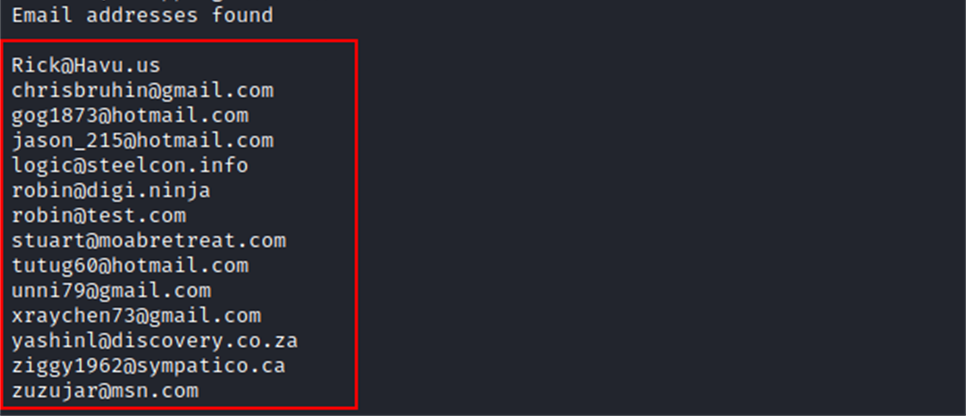 Email addresses found
Rick@Havu.us
chrisbruhin@gmail.com
gog1873@hotmail.com
jason_215@hotmail.com
logic@steelcon.info
robin@digi.ninja
robin@test.com
stuart@moabretreat.com
tutug60@hotmail.com
unni79@gmail.com
xraychen73@gmail.com
yashinl@discovery.co.za
ziggy1962@sympatico.ca
zuzujar@msn.com